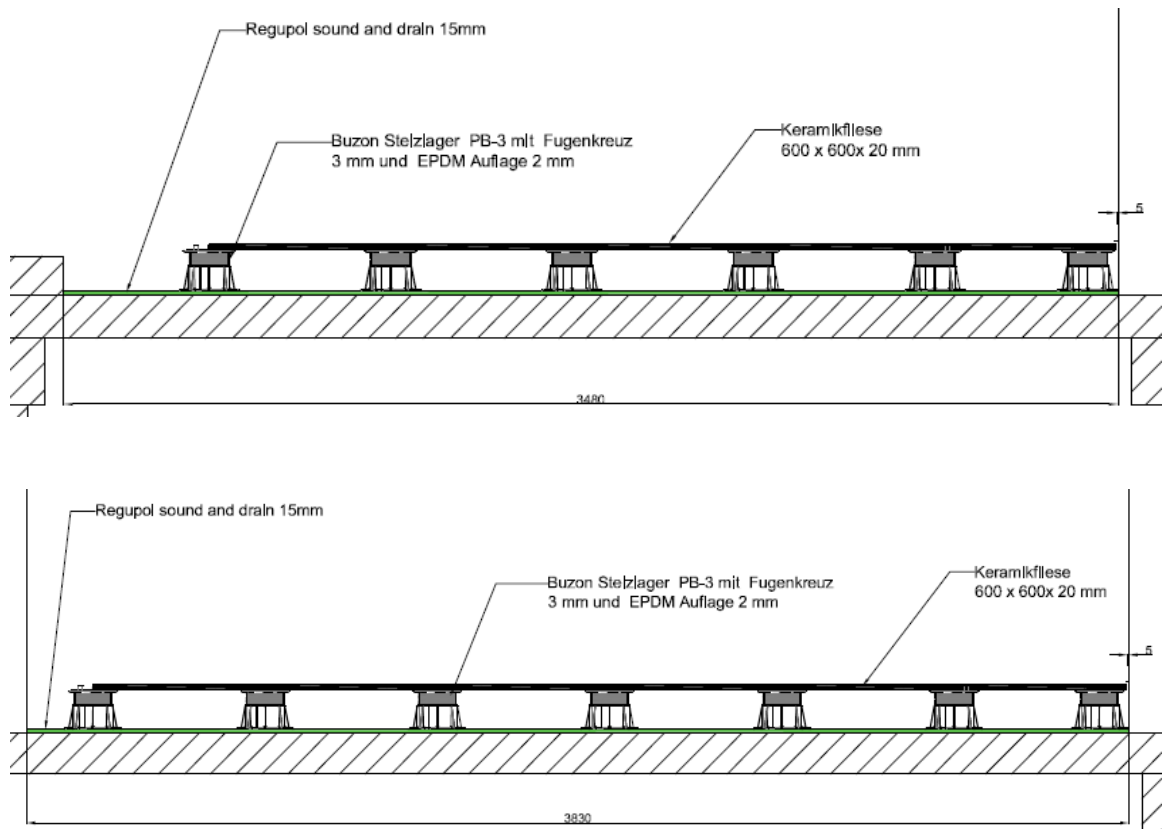 Regupol sound and drain 15mm
Buzon Stelzlager PB-3 mit Fugenkreuz
3 mm und EPDM Auflage 2 mm
Keramikfliese
600 x 600x 20 mm
5
3480
Regupol sound and drain 15mm
Buzon Stelzlager PB-3 mit Fugenkreuz
3 mm und EPDM Auflage 2 mm
Keramikfliese
600 x 600x 20 mm
5
3830